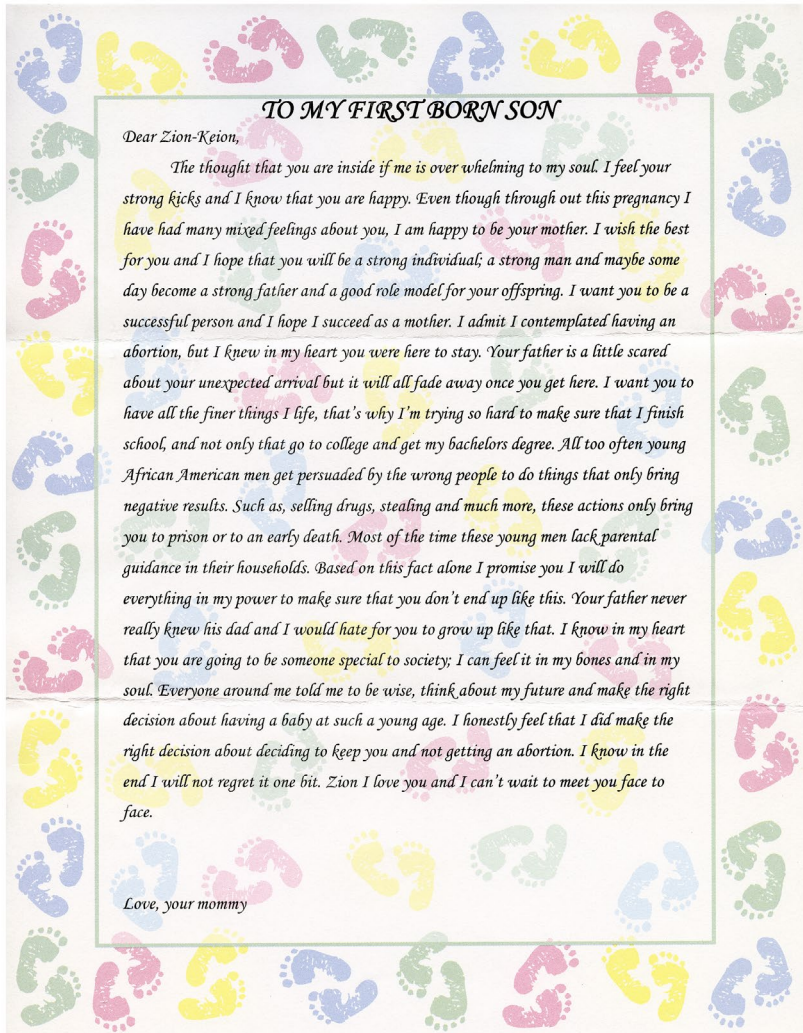 TO MY FIRST BORN SON
Dear Zion-Keion,
The thought that you are inside if me is over whelming to my soul. I feel your
strong kicks and I know that you are happy. Even though through out this pregnancy I
have had many mixed feelings about you, I am happy to be your mother. I wish the best
for you and I hope that you will be a strong individual; a strong man and maybe some
day become a strong father and a good role model for your offspring. I want you to be a
successful person and I hope I succeed as a mother. I admit I contemplated having an
abortion, but I knew in my heart you were here to stay. Your father is a little scared
about your unexpected arrival but it will all fade away once you get here. I want you to
have all the finer things I life, that's why I'm trying so hard to make sure that I finish
school, and not only that go to college and get my bachelors degree. All too often young
African American men get persuaded by the wrong people to do things that only bring
negative results. Such as, selling drugs, stealing and much more, these actions only bring
you to prison or to an early death. Most of the time these young men lack parental
guidance in their households. Based on this fact alone I promise you I will do
everything in my power to make sure that you don't end up like this. Your father never
really knew his dad and I would hate for you to grow up like that. I know in my heart
that you are going to be someone special to society; I can feel it in my bones and in my
soul. Everyone around me told me to be wise, think about my future and make the right
decision about having a baby at such a young age. I honestly feel that I did make the
right decision about deciding to keep you and not getting an abortion. I know in the
end I will not regret it one bit. Zion I love you and I can't wait to meet you face to
face.
Love, your mommy